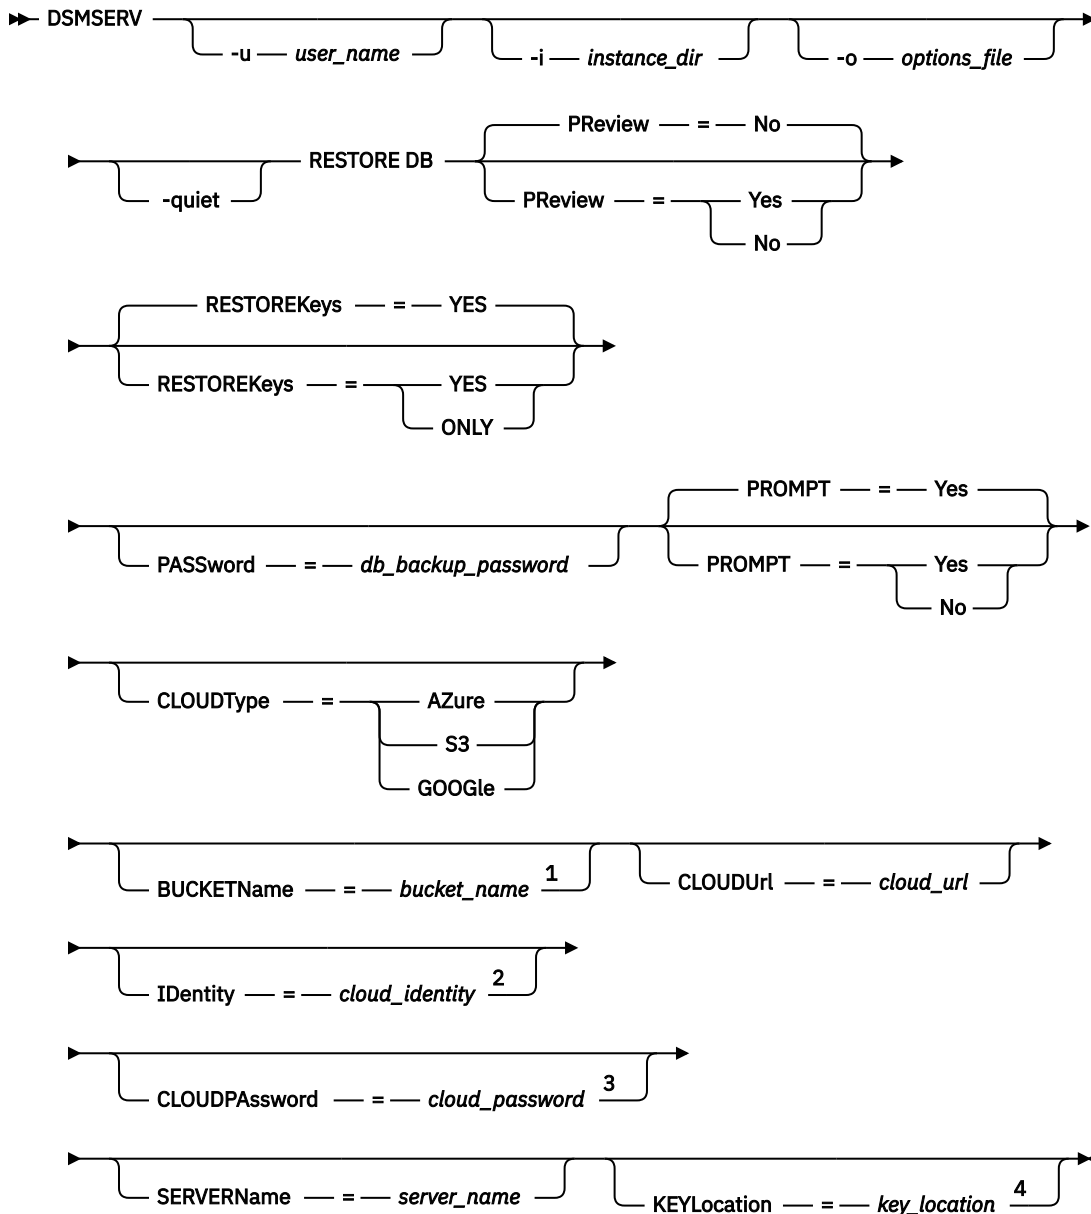 DSMSERV
-u user_name -i instance_dir -o options_file
PReview = No
-quiet RESTORE DB
PReview = Yes
No
RESTOREKeys = YES
RESTOREKeys = YES
ONLY
PROMPT = Yes
PASSword = db_backup_password PROMPT = Yes
No
CLOUDType = AZure
S3
GOOGle
BUCKETName = bucket_name 1 CLOUDUrl = cloud_url
IDentity = cloud_identity 2
CLOUDPAssword = cloud_password 3
SERVERName = server_name KEYLocation = key_location 4